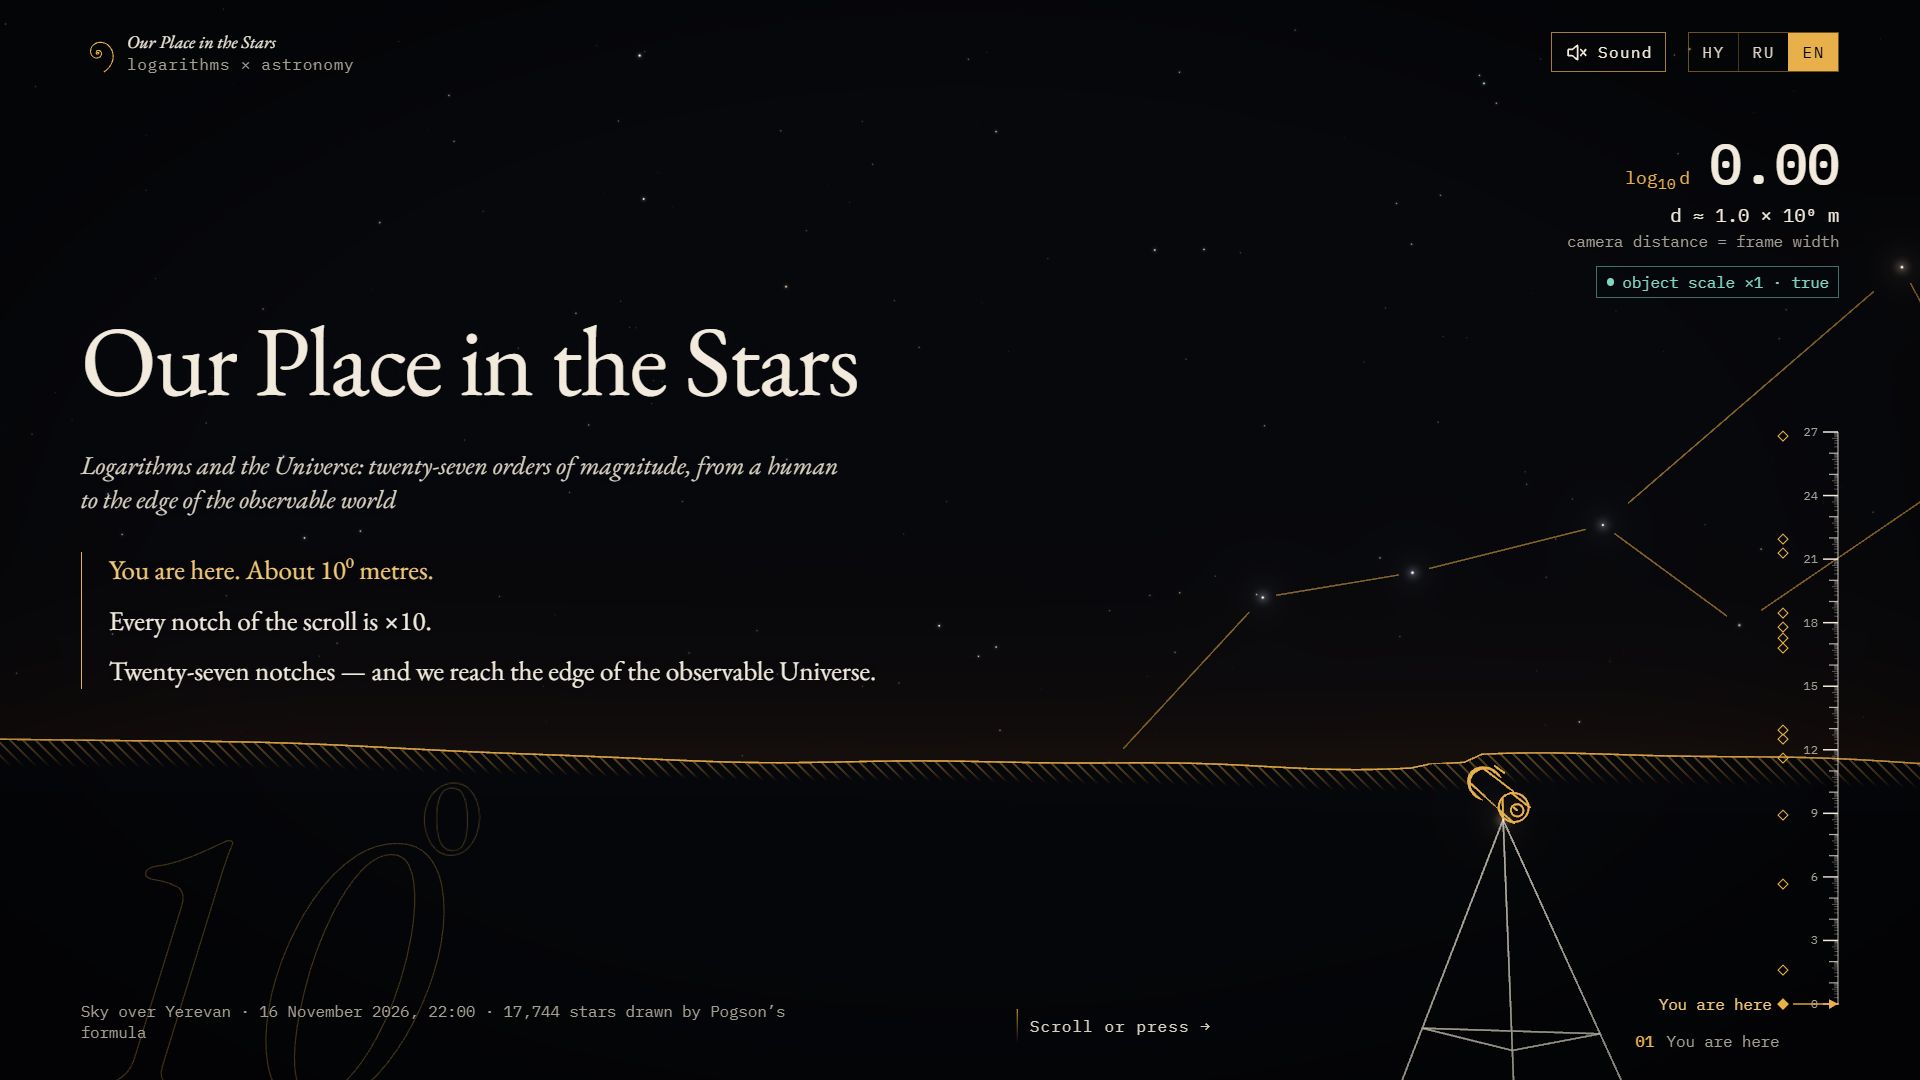 Our Place in the Stars
logarithms × astronomy
Sound
HY RU EN
log₁₀ d 0.00
d ≈ 1.0 × 10⁰ m
camera distance = frame width
object scale ×1 · true
Our Place in the Stars
Logarithms and the Universe: twenty-seven orders of magnitude, from a human
to the edge of the observable world
You are here. About 10⁰ metres.
Every notch of the scroll is ×10.
Twenty-seven notches — and we reach the edge of the observable Universe.
27
24
21
18
15
12
9
6
3
0
10⁰
You are here
Sky over Yerevan · 16 November 2026, 22:00 · 17,744 stars drawn by Pogson’s
formula
Scroll or press →
01 You are here